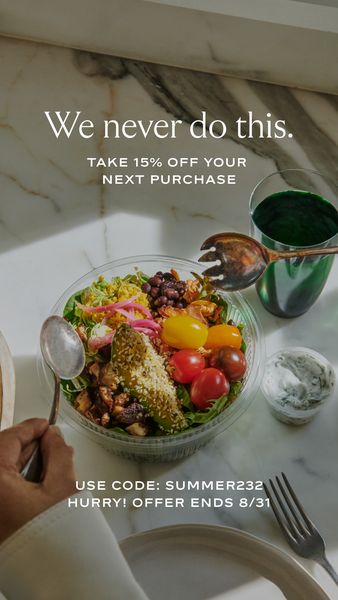 We never do this.
TAKE 15% OFF YOUR
NEXT PURCHASE
USE CODE: SUMMER232
HURRY! OFFER ENDS 8/31